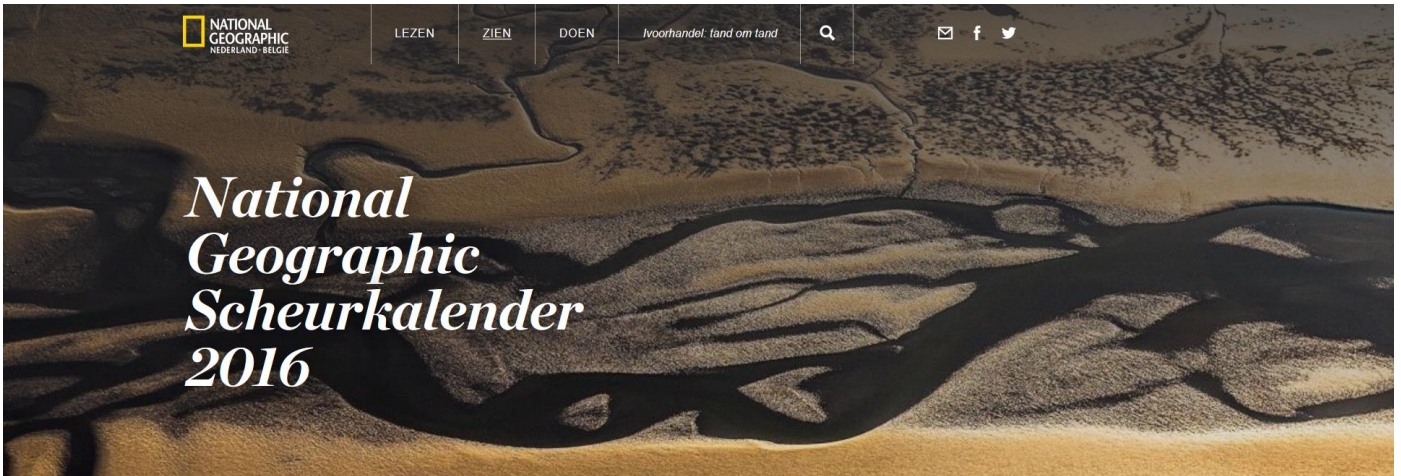 NATIONAL
GEOGRAPHIC
NEDERLAND-BELGIË
LEZEN
ZIEN
DOEN
Ivoorhandel: tand om tand
National
Geographic
Scheurkalender
2016